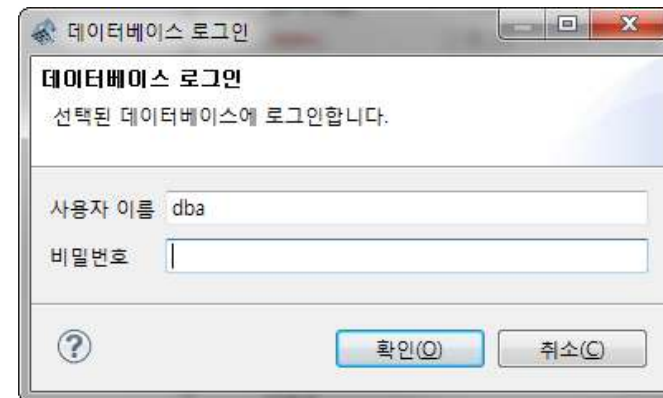 데이터베이스 로그인
데이터베이스 로그인
선택된 데이터베이스에 로그인합니다.
사용자 이름 dba
비밀번호
확인(O) 취소(C)